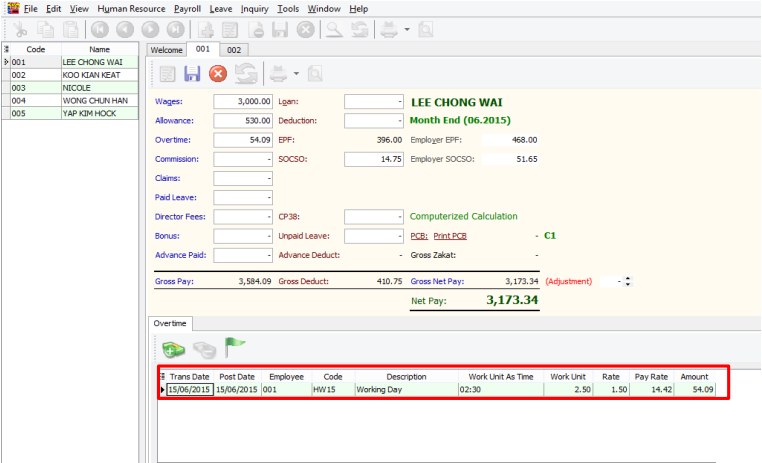 File Edit View Human Resource Payroll Leave Inquiry Tools Window Help
Code Name
001 LEE CHONG WAI
002 KOO KIAN KEAT
003 NICOLE
004 WONG CHUN HAN
005 YAP KIM HOCK
Welcome 001 002
Wages: 3,000.00 Loan: - LEE CHONG WAI
Allowance: 530.00 Deduction: - Month End (06.2015)
Overtime: 54.09 EPF: 396.00 Employer EPF: 468.00
Commission: - SOCSO: 14.75 Employer SOCSO: 51.65
Claims: -
Paid Leave: -
Director Fees: - CP38: - Computerized Calculation
Bonus: - Unpaid Leave: - PCB: Print PCB - C1
Advance Paid: - Advance Deduct: - Gross Zakat: -
Gross Pay: 3,584.09 Gross Deduct: 410.75 Gross Net Pay: 3,173.34 (Adjustment) -
Net Pay: 3,173.34
Overtime
Trans Date Post Date Employee Code Description Work Unit As Time Work Unit Rate Pay Rate Amount
15/06/2015 15/06/2015 001 HW15 Working Day 02:30 2.50 1.50 14.42 54.09